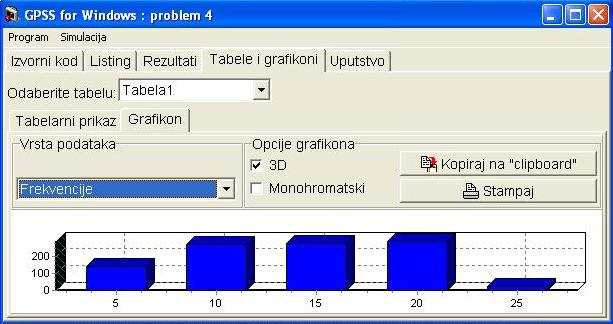 GPSS for Windows : problem 4
Program Simulacija
Izvorni kod Listing Rezultati Tabele i grafikoni Uputstvo
Odaberite tabelu: Tabela1
Tabelarni prikaz Grafikon
Vrsta podataka Opcije grafikona
3D Kopiraj na "clipboard"
Frekvencije Monohromatski Stampaj
200
100
0
5 10 15 20 25